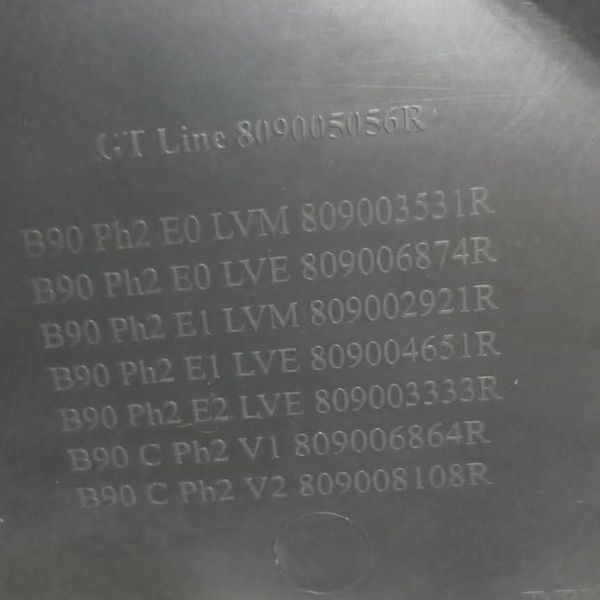 GT Line 809005056R
B90 Ph2 E0 LVM 809003531R
B90 Ph2 E0 LVE 809006874R
B90 Ph2 E1 LVM 809002921R
B90 Ph2 E1 LVE 809004651R
B90 Ph2 E2 LVE 809003333R
B90 C Ph2 V1 809006864R
B90 C Ph2 V2 809008108R